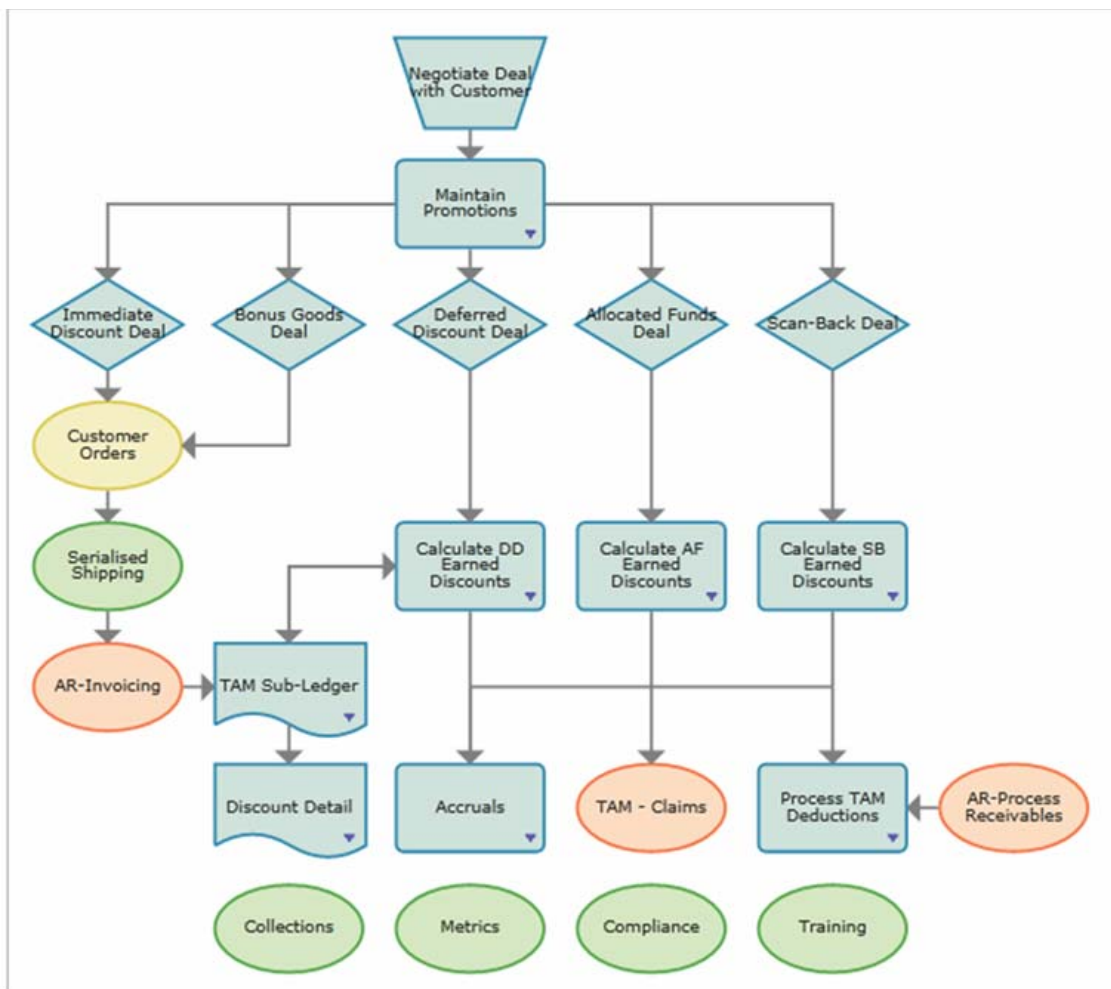 Negotiate Deal
with Customer
Maintain
Promotions
Immediate
Discount Deal
Bonus Goods
Deal
Deferred
Discount Deal
Allocated Funds
Deal
Scan-Back Deal
Customer
Orders
Serialised
Shipping
Calculate DD
Earned
Discounts
Calculate AF
Earned
Discounts
Calculate SB
Earned
Discounts
AR-Invoicing
TAM Sub-Ledger
Discount Detail
Accruals
TAM - Claims
Process TAM
Deductions
AR-Process
Receivables
Collections
Metrics
Compliance
Training